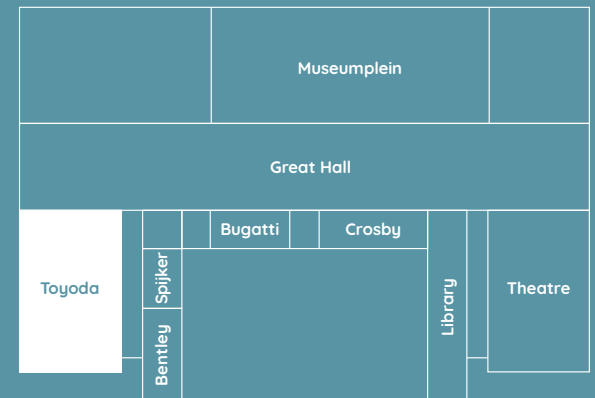 Museumplein
Great Hall
Bugatti
Crosby
Toyoda
Spijker
Bentley
Library
Theatre